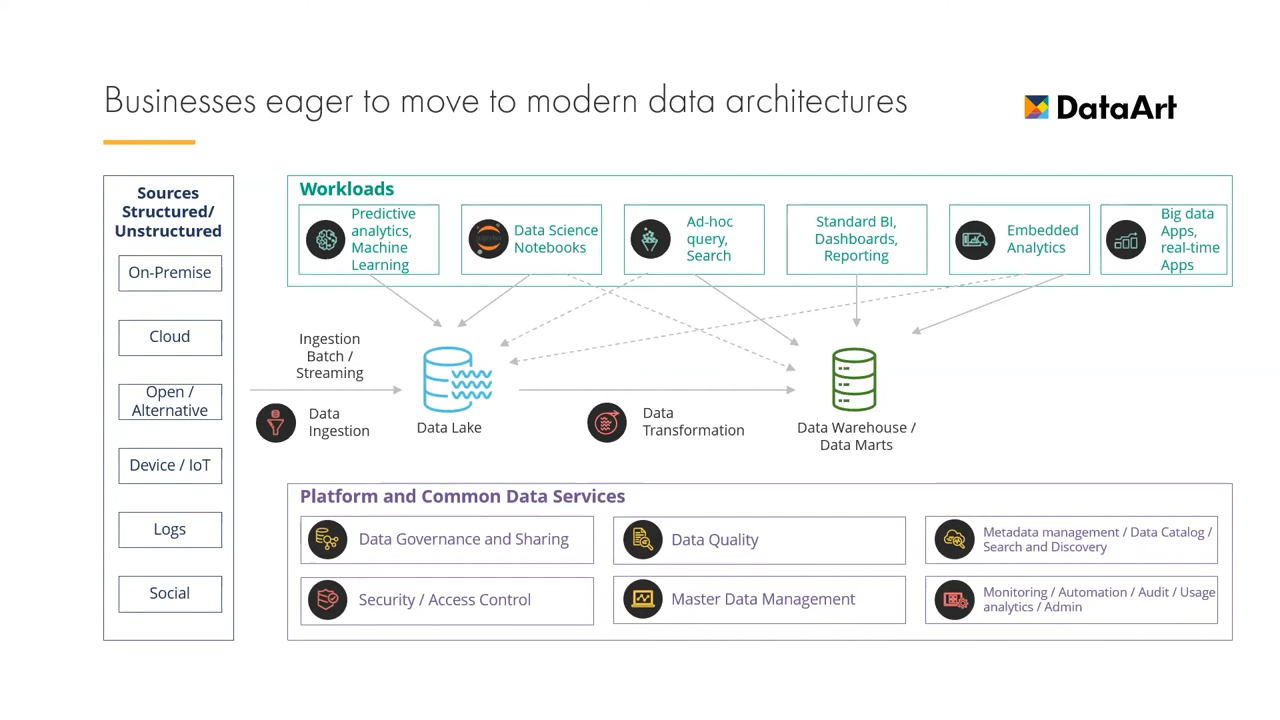 Businesses eager to move to modern data architectures
DataArt
Sources
Structured/
Unstructured
On-Premise
Cloud
Open /
Alternative
Device / IoT
Logs
Social
Workloads
Predictive
analytics,
Machine
Learning
Data Science
Notebooks
Ad-hoc
query,
Search
Standard BI,
Dashboards,
Reporting
Embedded
Analytics
Big data
Apps,
real-time
Apps
Ingestion
Batch /
Streaming
Data
Ingestion
Data Lake
Data
Transformation
Data Warehouse /
Data Marts
Platform and Common Data Services
Data Governance and Sharing
Data Quality
Metadata management / Data Catalog /
Search and Discovery
Security / Access Control
Master Data Management
Monitoring / Automation / Audit / Usage
analytics / Admin